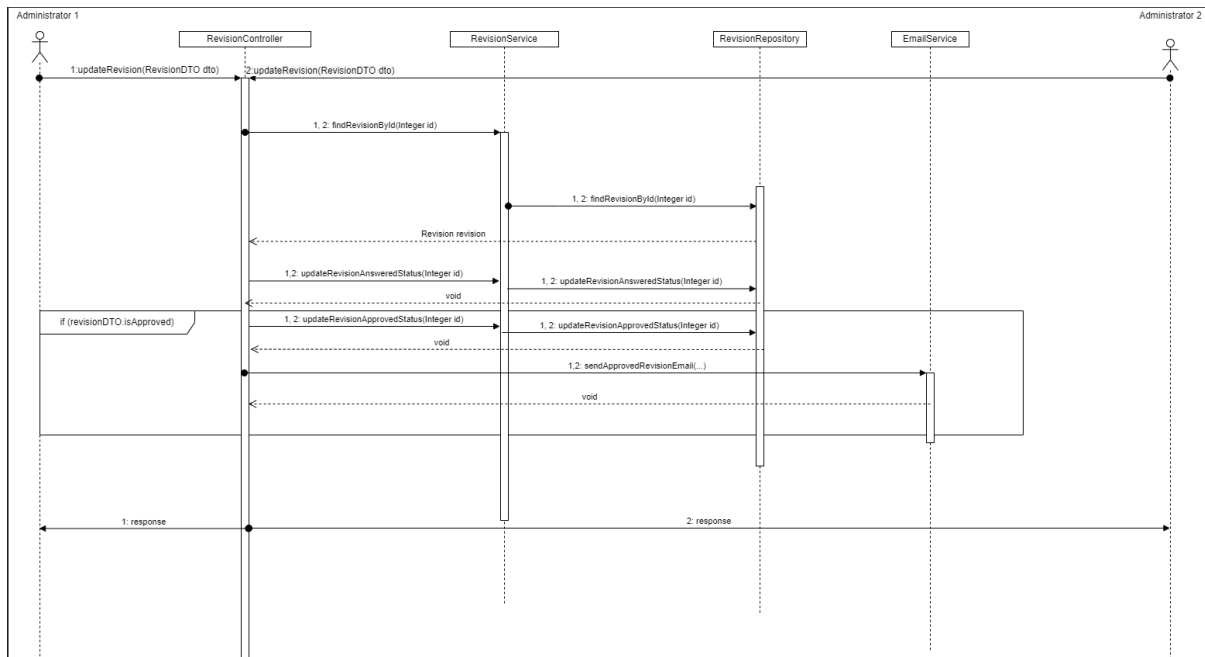 Administrator 1
Administrator 2
RevisionController
RevisionService
RevisionRepository
EmailService
1:updateRevision(RevisionDTO dto)
2:updateRevision(RevisionDTO dto)
1, 2: findRevisionById(Integer id)
1, 2: findRevisionById(Integer id)
Revision revision
1,2: updateRevisionAnsweredStatus(Integer id)
1, 2: updateRevisionAnsweredStatus(Integer id)
void
if (revisionDTO.isApproved)
1, 2: updateRevisionApprovedStatus(Integer id)
1, 2: updateRevisionApprovedStatus(Integer id)
void
1,2: sendApprovedRevisionEmail(...)
void
1: response
2: response